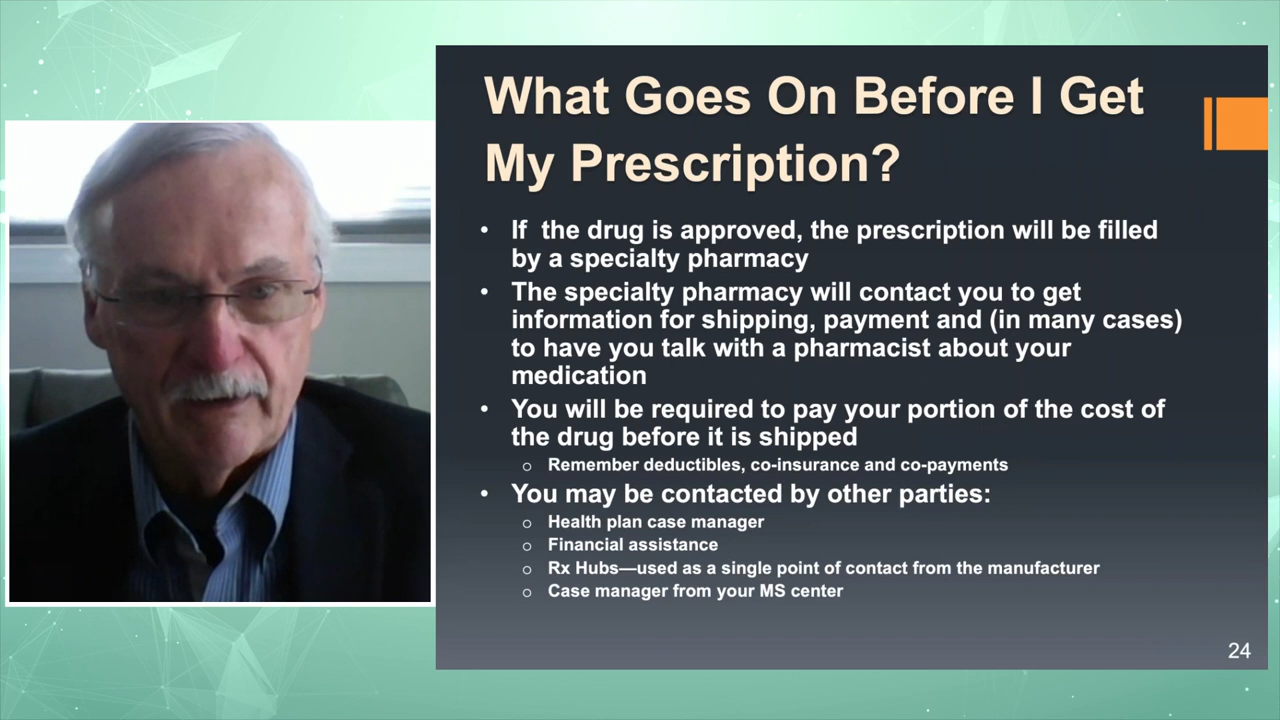 What Goes On Before I Get
My Prescription?
• If the drug is approved, the prescription will be filled
by a specialty pharmacy
• The specialty pharmacy will contact you to get
information for shipping, payment and (in many cases)
to have you talk with a pharmacist about your
medication
• You will be required to pay your portion of the cost of
the drug before it is shipped
o Remember deductibles, co-insurance and co-payments
• You may be contacted by other parties:
o Health plan case manager
o Financial assistance
o Rx Hubs—used as a single point of contact from the manufacturer
o Case manager from your MS center
24